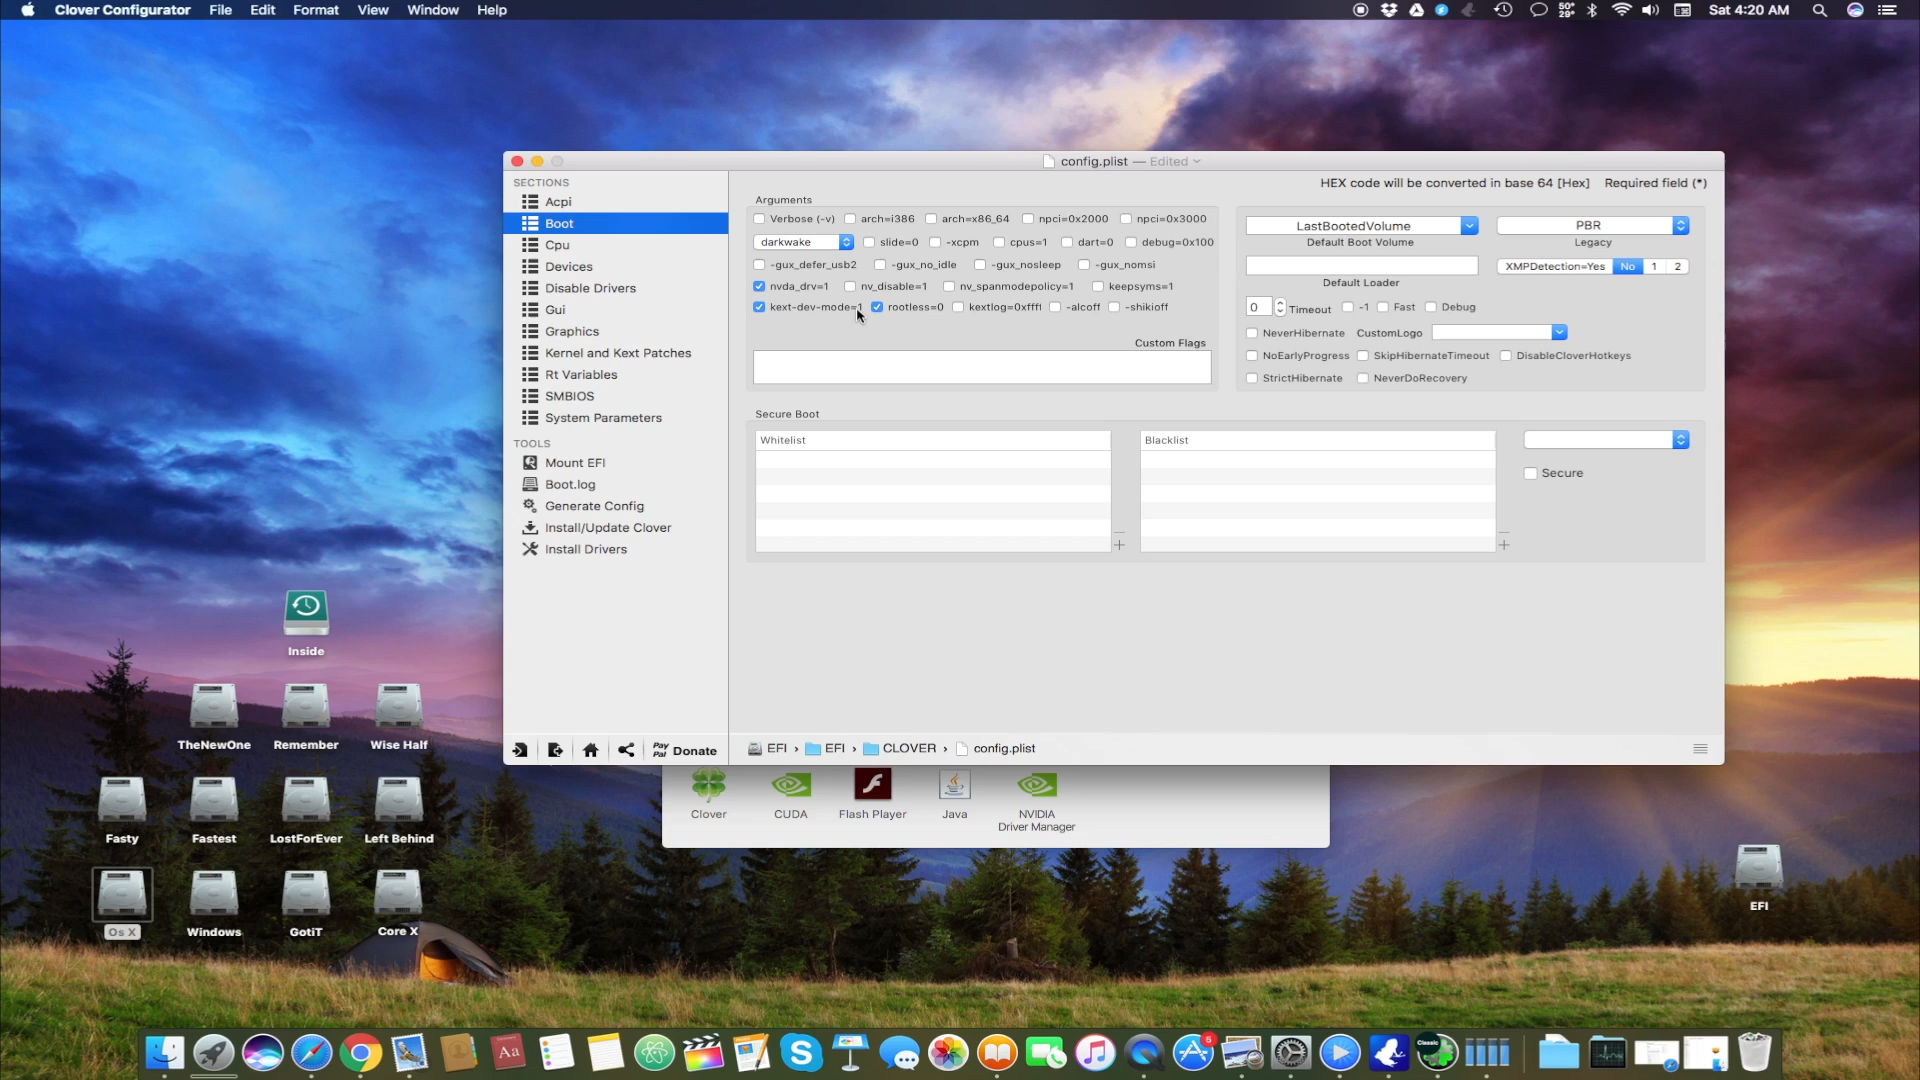 Clover Configurator File Edit Format View Window Help
50° 29° Sat 4:20 AM
config.plist — Edited
SECTIONS
Acpi
Boot
Cpu
Devices
Disable Drivers
Gui
Graphics
Kernel and Kext Patches
Rt Variables
SMBIOS
System Parameters
TOOLS
Mount EFI
Boot.log
Generate Config
Install/Update Clover
Install Drivers
Pay Pal Donate
HEX code will be converted in base 64 [Hex] Required field (*)
Arguments
Verbose (-v) arch=i386 arch=x86_64 npci=0x2000 npci=0x3000
darkwake slide=0 -xcpm cpus=1 dart=0 debug=0x100
-gux_defer_usb2 -gux_no_idle -gux_nosleep -gux_nomsi
nvda_drv=1 nv_disable=1 nv_spanmodepolicy=1 keepsyms=1
kext-dev-mode=1 rootless=0 kextlog=0xffff -alcoff -shikioff
Custom Flags
LastBootedVolume PBR
Default Boot Volume Legacy
XMPDetection=Yes No 1 2
Default Loader
0 Timeout -1 Fast Debug
NeverHibernate CustomLogo
NoEarlyProgress SkipHibernateTimeout DisableCloverHotkeys
StrictHibernate NeverDoRecovery
Secure Boot
Whitelist Blacklist
Secure
EFI › EFI › CLOVER › config.plist
Clover CUDA Flash Player Java NVIDIA
Driver Manager
Inside
TheNewOne Remember Wise Half
Fasty Fastest LostForEver Left Behind
Os X Windows GotiT Core X
EFI
Aa
Classic
5